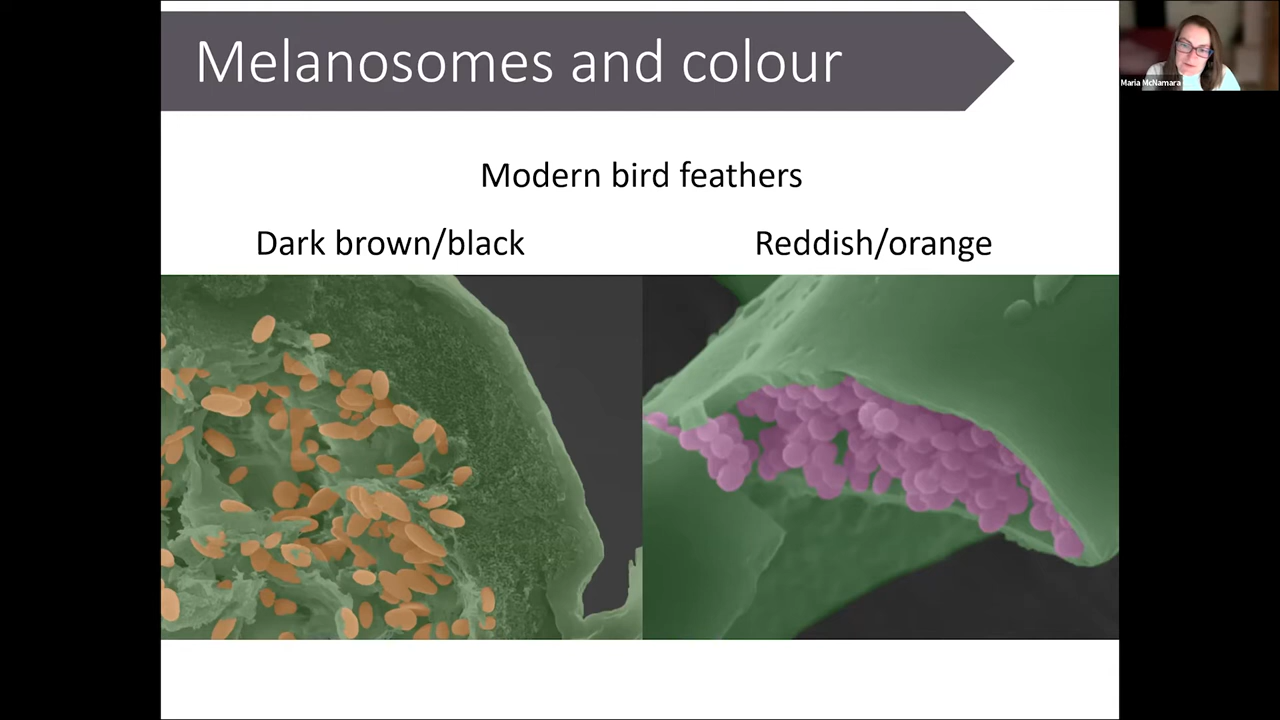 Melanosomes and colour
Maria McNamara
Modern bird feathers
Dark brown/black
Reddish/orange